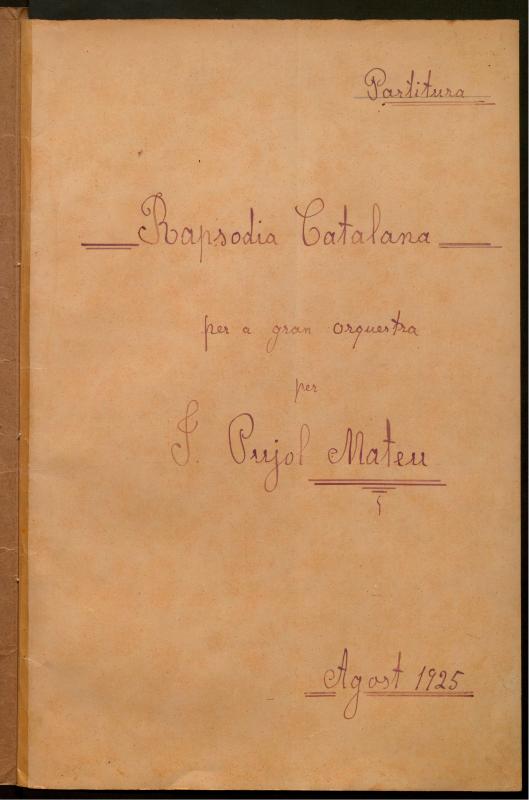 Partitura
Rapsodia Catalana
per a gran orquestra
per
F. Pujol Mateu
Agost 1925